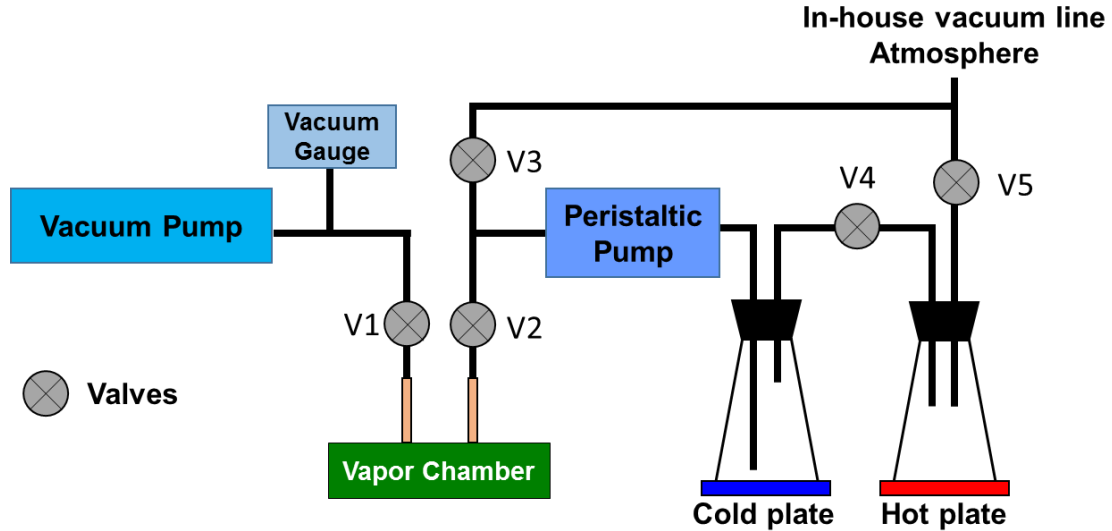 In-house vacuum line
Atmosphere
Vacuum
Gauge
V3
V4
V5
Vacuum Pump
Peristaltic
Pump
V1
V2
Valves
Vapor Chamber
Cold plate
Hot plate